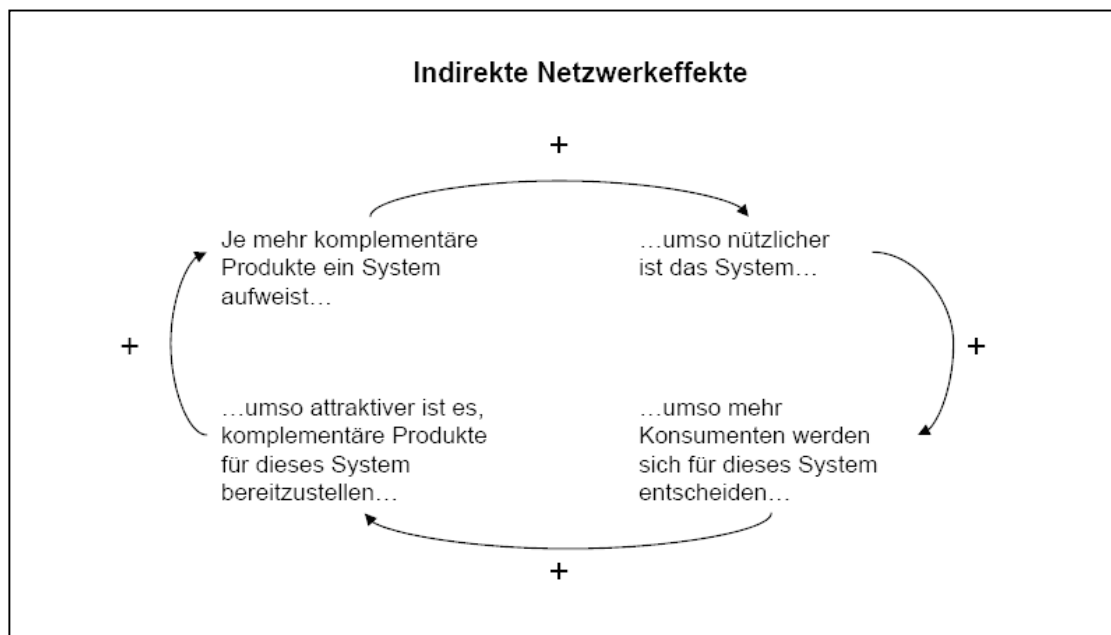 Indirekte Netzwerkeffekte
+
Je mehr komplementäre
Produkte ein System
aufweist…
…umso nützlicher
ist das System…
+
+
…umso attraktiver ist es,
komplementäre Produkte
für dieses System
bereitzustellen…
…umso mehr
Konsumenten werden
sich für dieses System
entscheiden…
+